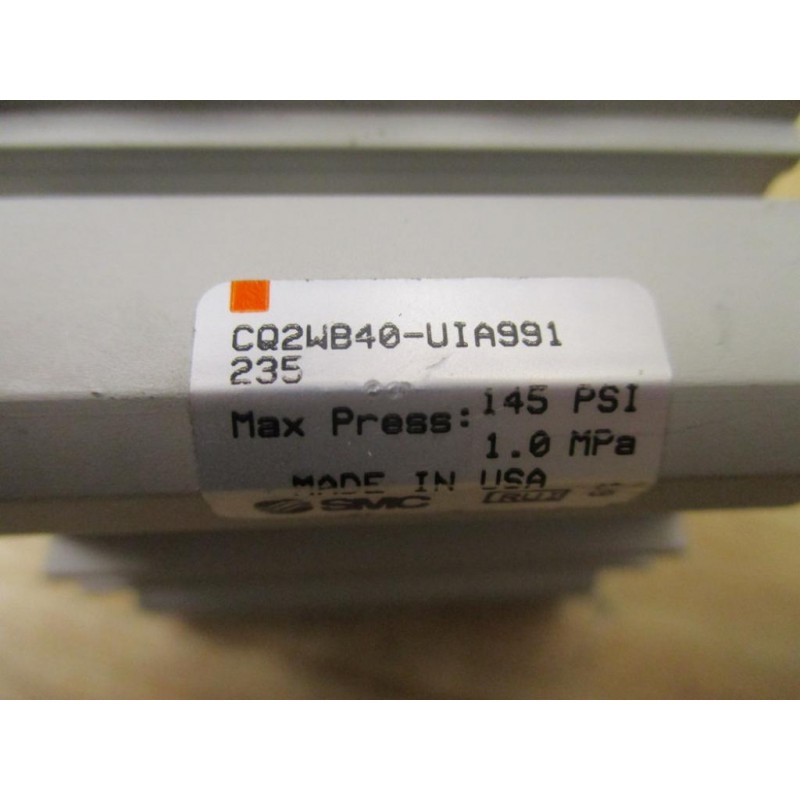 CQ2WB40-UIA991
235
Max Press: 145 PSI
1.0 MPa
MADE IN USA
SMC